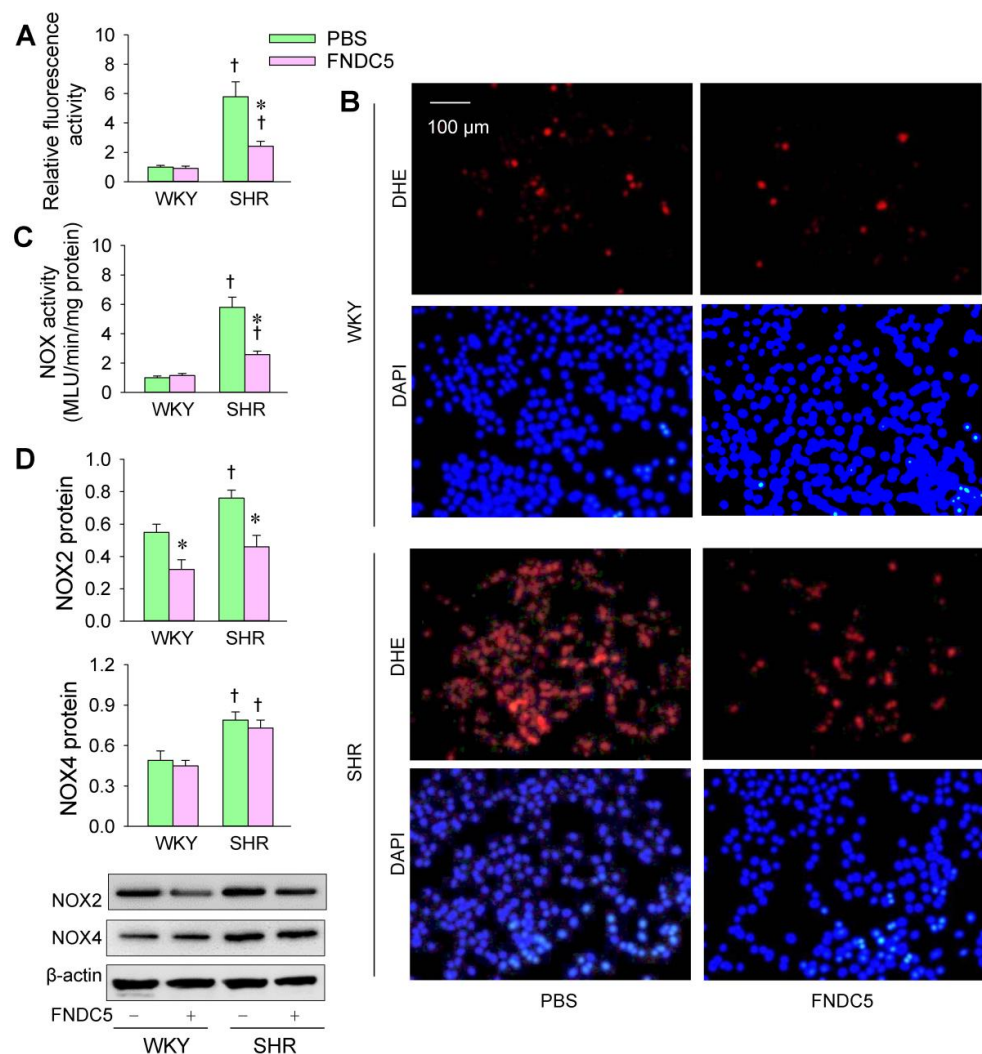 A
Relative fluorescence
activity
10
8
6
4
2
0
†
*
†
WKY
SHR
PBS
FNDC5
B
100 µm
DHE
DAPI
WKY
C
NOX activity
(MLU/min/mg protein)
10
8
6
4
2
0
†
*
†
WKY
SHR
D
NOX2 protein
1.0
0.8
0.6
0.4
0.2
0.0
*
†
*
WKY
SHR
NOX4 protein
1.2
0.9
0.6
0.3
0.0
†
†
WKY
SHR
DHE
DAPI
SHR
PBS
FNDC5
NOX2
NOX4
β-actin
FNDC5 − + − +
WKY SHR